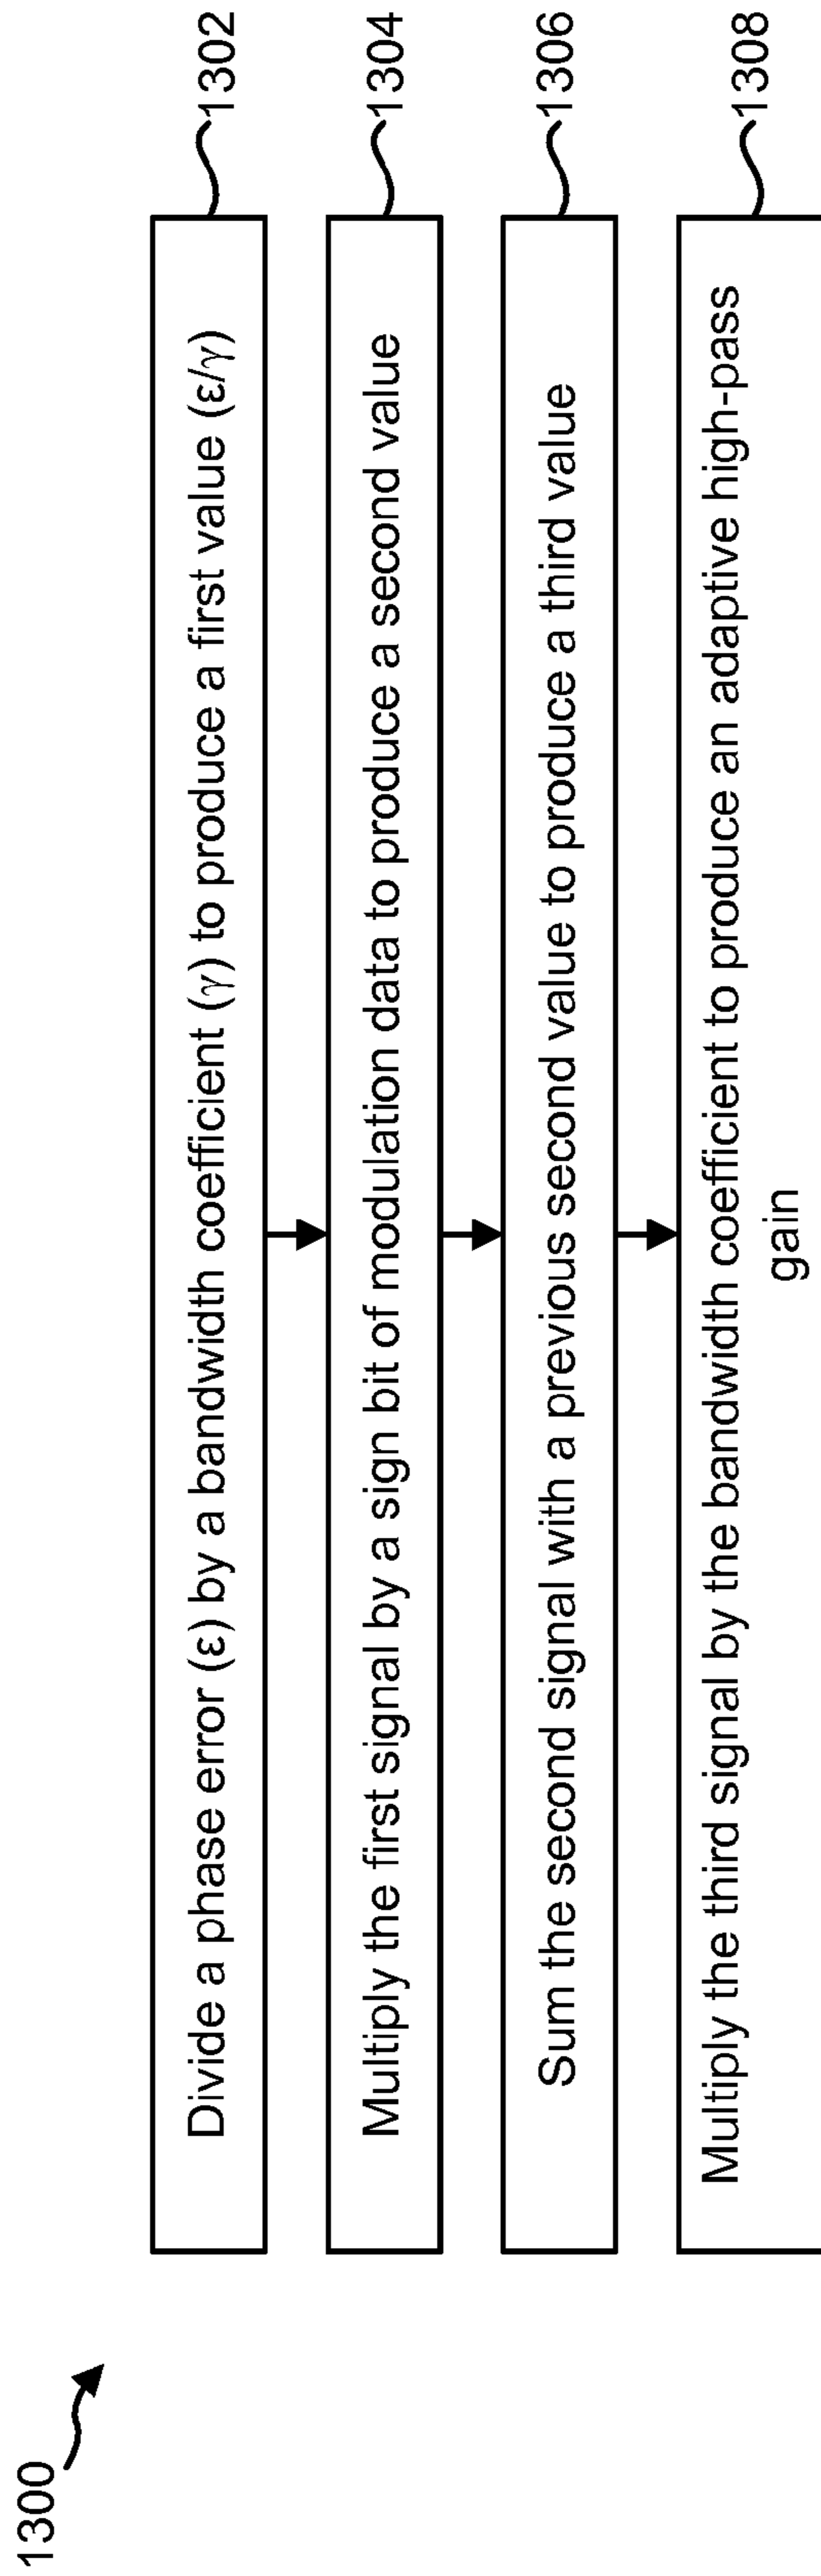 1300
Divide a phase error (ε) by a bandwidth coefficient (γ) to produce a first value (ε/γ)
1302
Multiply the first signal by a sign bit of modulation data to produce a second value
1304
Sum the second signal with a previous second value to produce a third value
1306
Multiply the third signal by the bandwidth coefficient to produce an adaptive high-pass
gain
1308